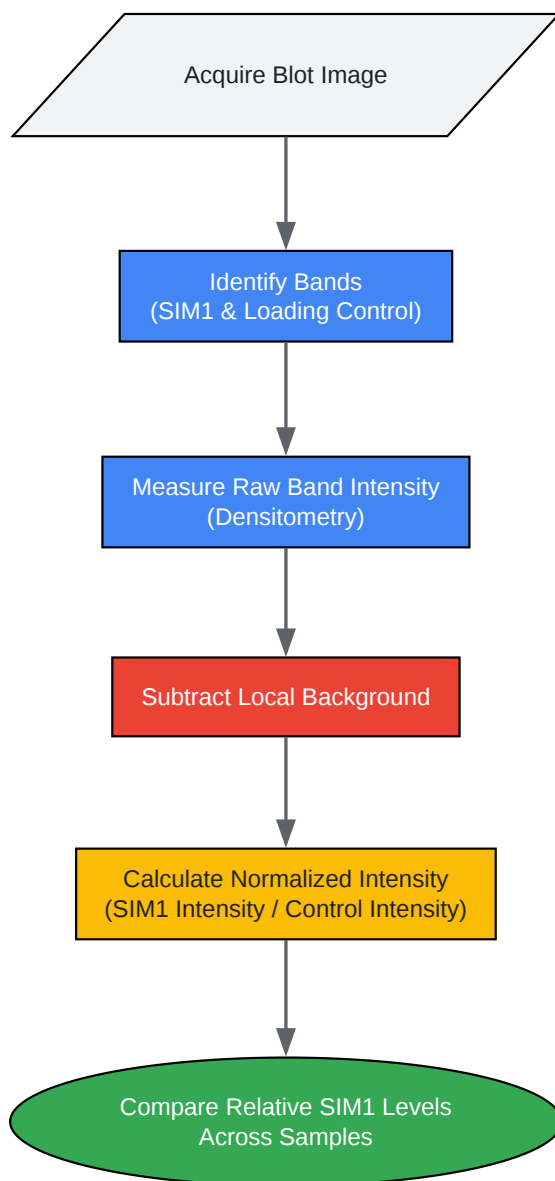 Acquire Blot Image
Identify Bands
(SIM1 & Loading Control)
Measure Raw Band Intensity
(Densitometry)
Subtract Local Background
Calculate Normalized Intensity
(SIM1 Intensity / Control Intensity)
Compare Relative SIM1 Levels
Across Samples